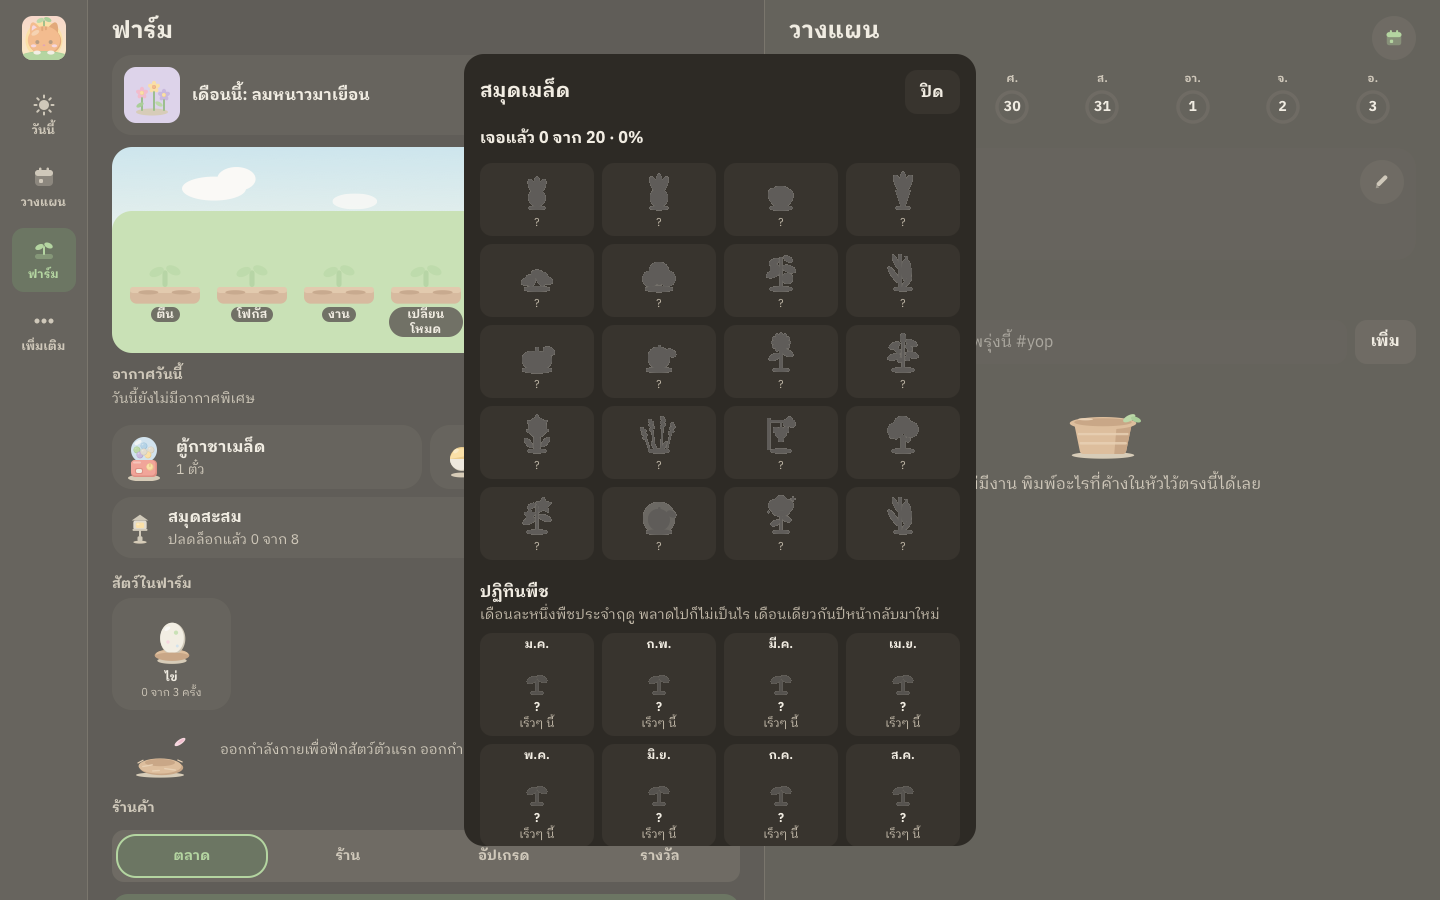 วันนี้
วางแผน
ฟาร์ม
เพิ่มเติม
ฟาร์ม
เดือนนี้: ลมหนาวมาเยือน
ตื่น
โฟกัส
งาน
เปลี่ยน
โหมด
อากาศวันนี้
วันนี้ยังไม่มีอากาศพิเศษ
ตู้กาชาเมล็ด
1 ตั๋ว
สมุดสะสม
ปลดล็อกแล้ว 0 จาก 8
สัตว์ในฟาร์ม
ไข่
0 จาก 3 ครั้ง
ออกกำลังกายเพื่อฟักสัตว์ตัวแรก ออกกำ
ร้านค้า
ตลาด
ร้าน
อัปเกรด
รางวัล
สมุดเมล็ด
ปิด
เจอแล้ว 0 จาก 20 · 0%
? ? ? ?
? ? ? ?
? ? ? ?
? ? ? ?
? ? ? ?
ปฏิทินพืช
เดือนละหนึ่งพืชประจำฤดู พลาดไปก็ไม่เป็นไร เดือนเดียวกันปีหน้ากลับมาใหม่
ม.ค. ก.พ. มี.ค. เม.ย.
? ? ? ?
เร็วๆ นี้ เร็วๆ นี้ เร็วๆ นี้ เร็วๆ นี้
พ.ค. มิ.ย. ก.ค. ส.ค.
? ? ? ?
เร็วๆ นี้ เร็วๆ นี้ เร็วๆ นี้ เร็วๆ นี้
วางแผน
ศ. ส. อา. จ. อ.
30 31 1 2 3
พรุ่งนี้ #yop
เพิ่ม
มีงาน พิมพ์อะไรที่ค้างในหัวไว้ตรงนี้ได้เลย